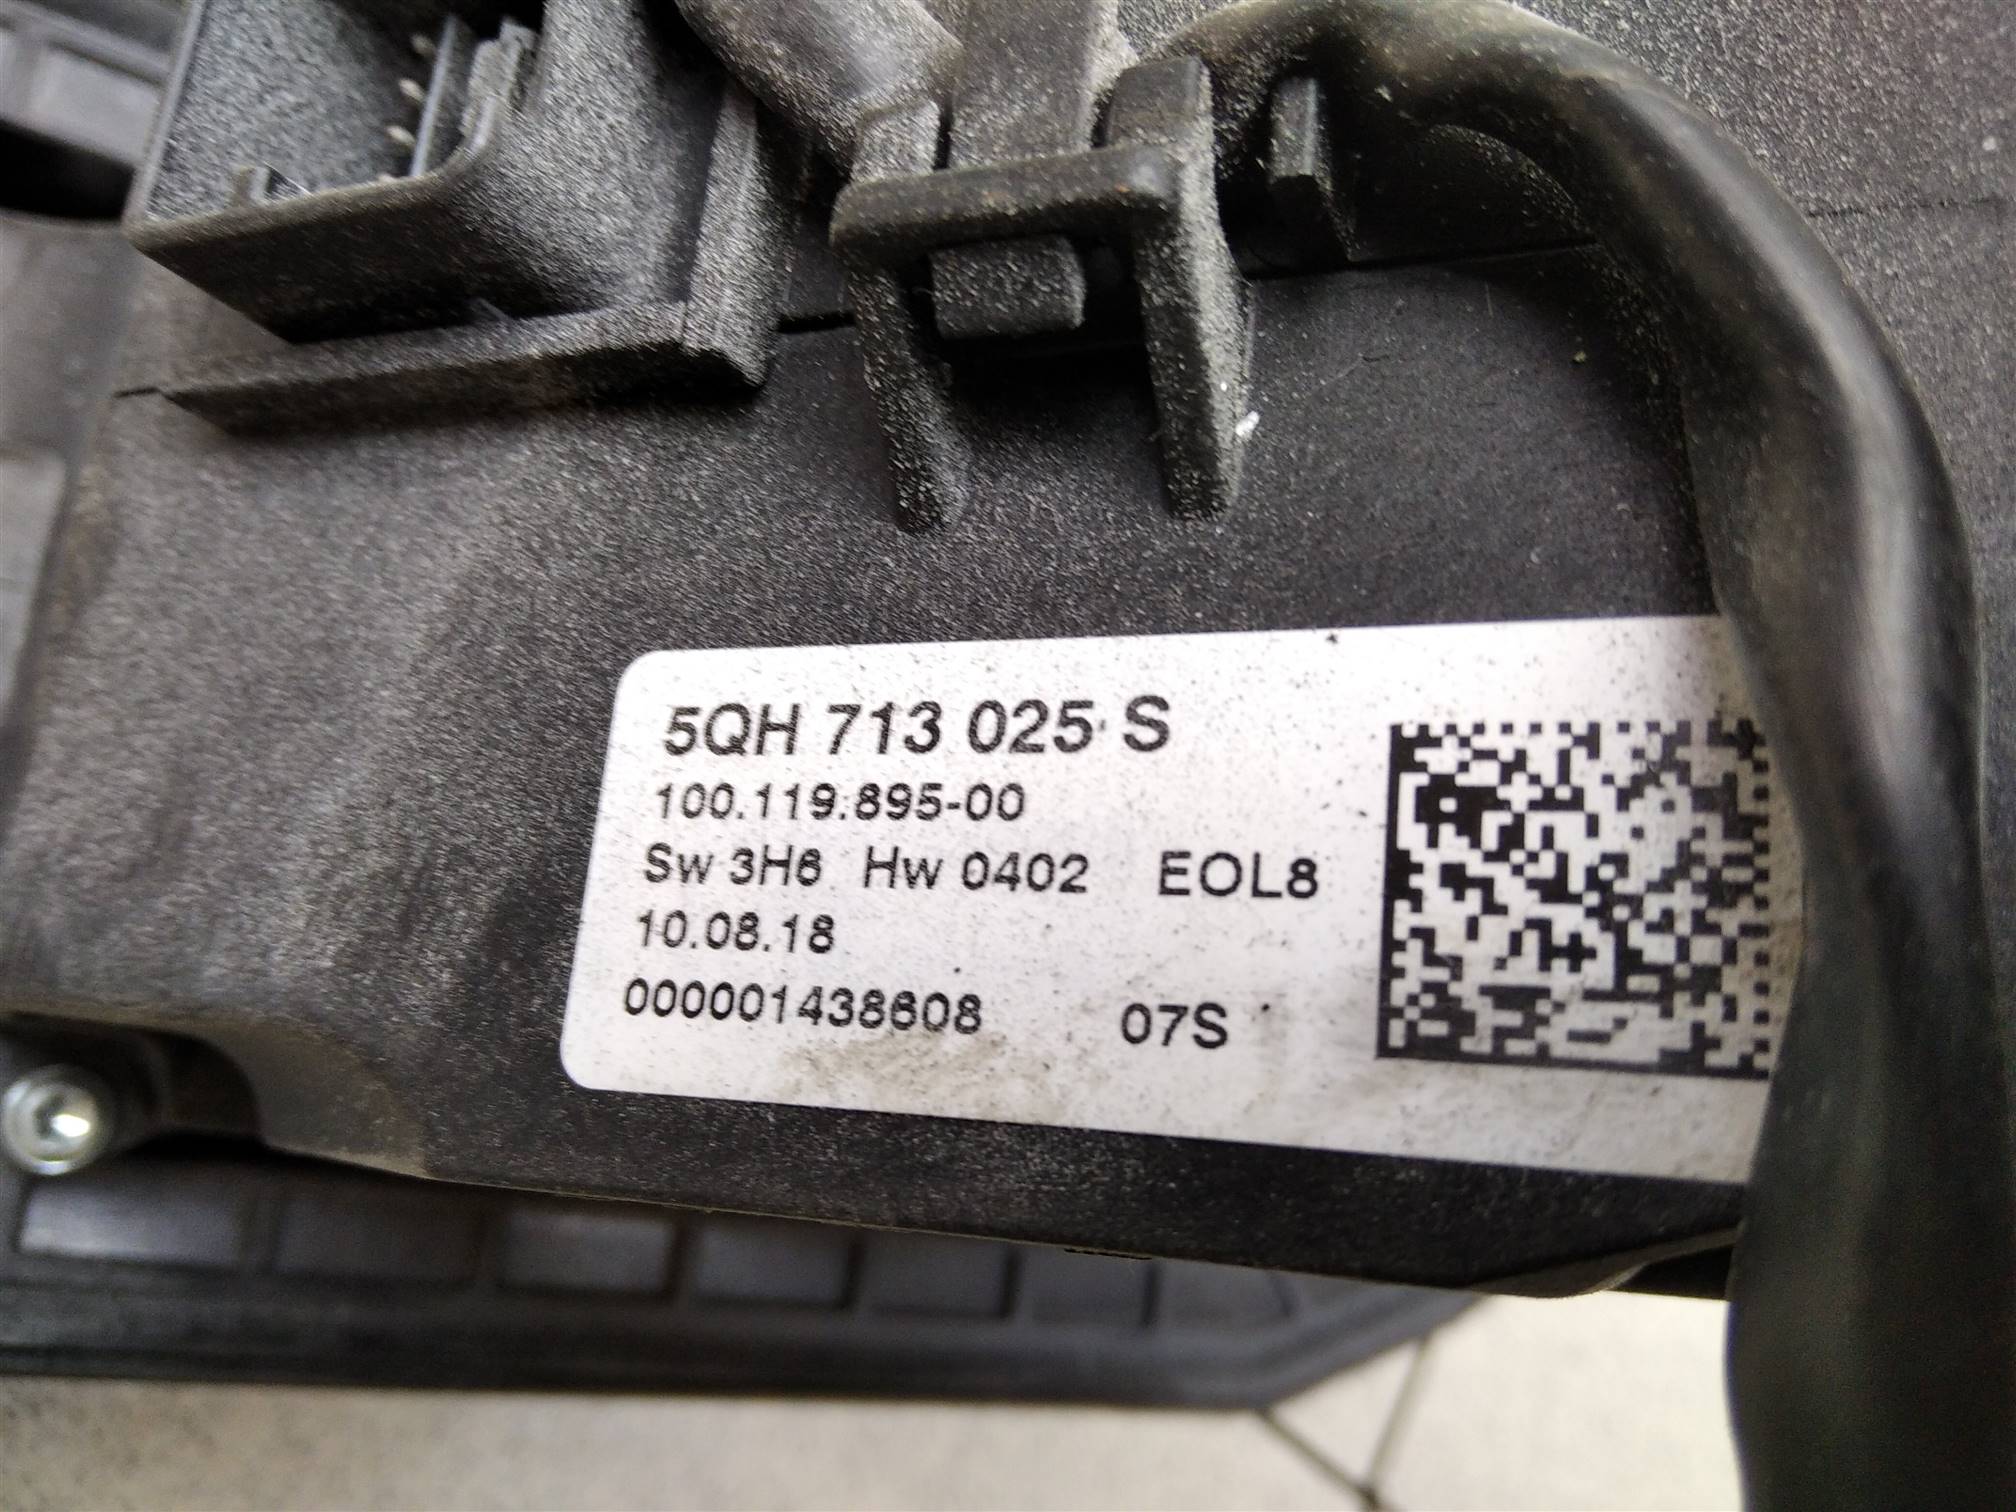 5QH 713 025 S
100.119.895-00
Sw 3H6 Hw 0402 EOL8
10.08.18
000001438608 07S